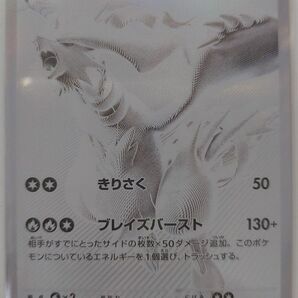 きりさく 50
ブレイズバースト 130+
相手がすでにとったサイドの枚数×50ダメージ追加。このポケ
モンについているエネルギーを1個選び、トラッシュする。
×2